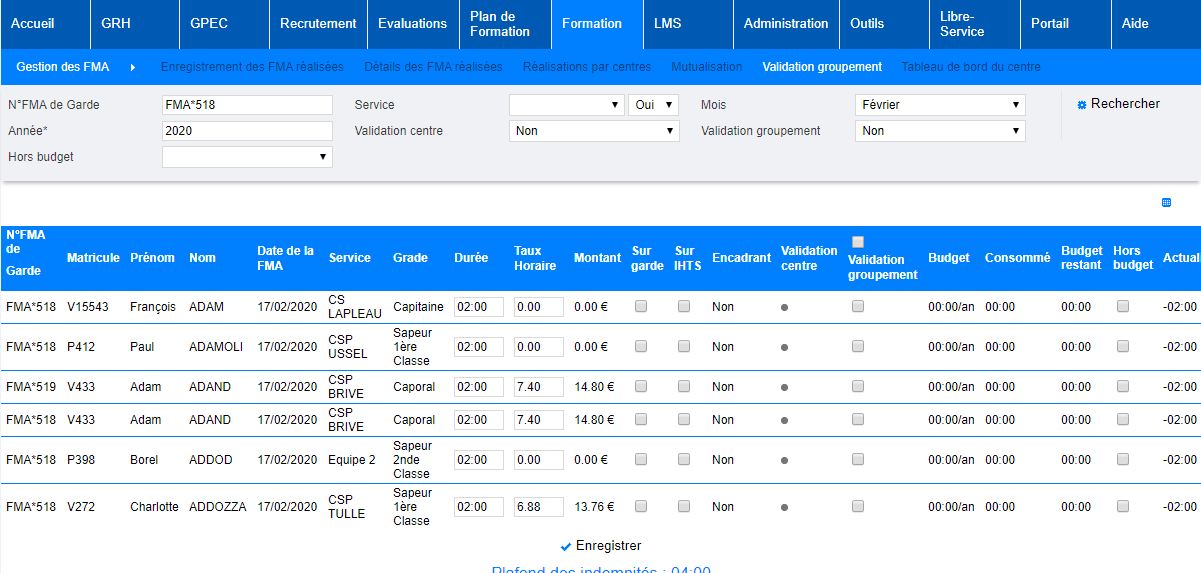 Accueil GRH GPEC Recrutement Evaluations Plan de Formation Formation LMS Administration Outils Libre-Service Portail Aide
Gestion des FMA Enregistrement des FMA réalisées Détails des FMA réalisées Réalisations par centres Mutualisation Validation groupement Tableau de bord du centre
N°FMA de Garde FMA*518 Service Oui Mois Février Rechercher
Année* 2020 Validation centre Non Validation groupement Non
Hors budget
N°FMA de Garde Matricule Prénom Nom Date de la FMA Service Grade Durée Taux Horaire Montant Sur garde Sur IHTS Encadrant Validation centre Validation groupement Budget Consommé Budget restant Hors budget Actuali
FMA*518 V15543 François ADAM 17/02/2020 CS LAPLEAU Capitaine 02:00 0.00 0.00 € Non 00:00/an 00:00 00:00 -02:00
FMA*518 P412 Paul ADAMOLI 17/02/2020 CSP USSEL Sapeur 1ère Classe 02:00 0.00 0.00 € Non 00:00/an 00:00 00:00 -02:00
FMA*519 V433 Adam ADAND 17/02/2020 CSP BRIVE Caporal 02:00 7.40 14.80 € Non 00:00/an 00:00 00:00 -02:00
FMA*518 V433 Adam ADAND 17/02/2020 CSP BRIVE Caporal 02:00 7.40 14.80 € Non 00:00/an 00:00 00:00 -02:00
FMA*518 P398 Borel ADDOD 17/02/2020 Equipe 2 Sapeur 2nde Classe 02:00 0.00 0.00 € Non 00:00/an 00:00 00:00 -02:00
FMA*518 V272 Charlotte ADDOZZA 17/02/2020 CSP TULLE Sapeur 1ère Classe 02:00 6.88 13.76 € Non 00:00/an 00:00 00:00 -02:00
Enregistrer
Plafond des indemnités : 04:00